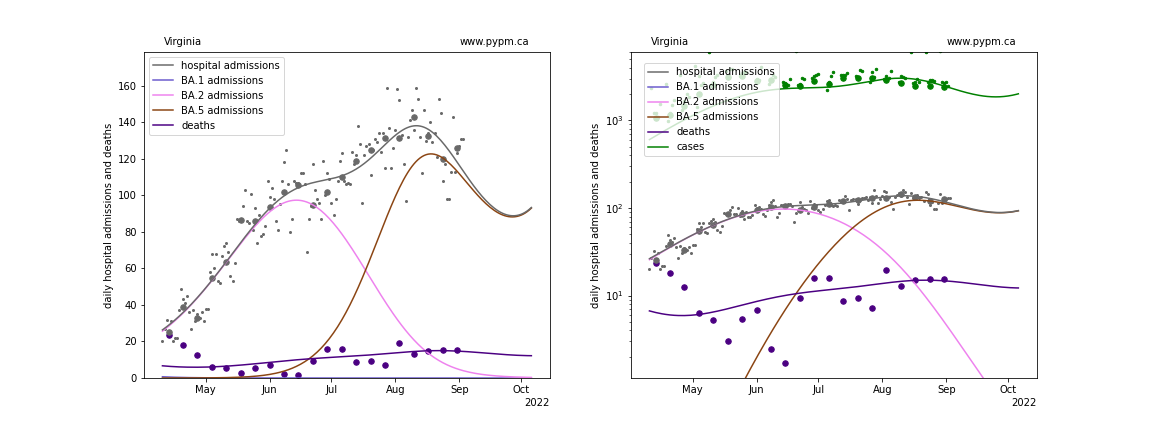 Virginia www.pypm.ca
hospital admissions
BA.1 admissions
BA.2 admissions
BA.5 admissions
deaths
daily hospital admissions and deaths
160
140
120
100
80
60
40
20
0
May Jun Jul Aug Sep Oct
2022
Virginia www.pypm.ca
hospital admissions
BA.1 admissions
BA.2 admissions
BA.5 admissions
deaths
cases
daily hospital admissions and deaths
10³
10²
10¹
May Jun Jul Aug Sep Oct
2022